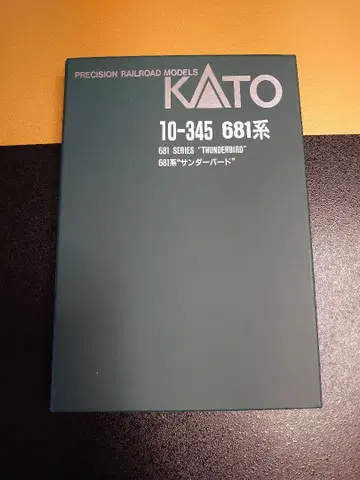 PRECISION RAILROAD MODELS
KATO
10-345 681系
681 SERIES "THUNDERBIRD"
681系"サンダーバード"